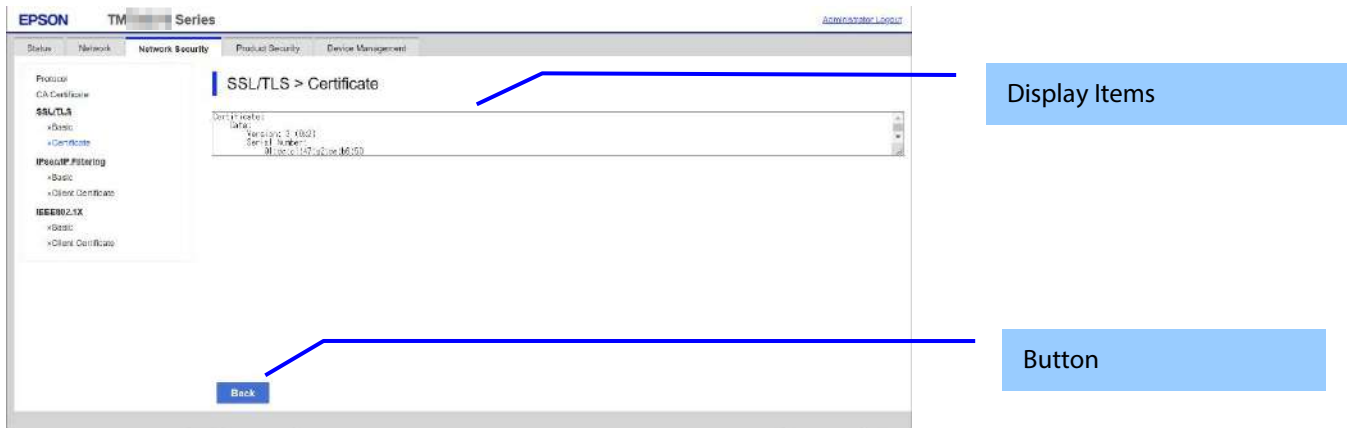 EPSON TM Series
Administrator Logout
Status Network Network Security Product Security Device Management
Protocol
CA Certificate
SSL/TLS
»Basic
»Certificate
IPsec/IP Filtering
»Basic
»Client Certificate
IEEE802.1X
»Basic
»Client Certificate
SSL/TLS > Certificate
Certificate:
Data:
Version: 3 (0x2)
Serial Number:
Back
Display Items
Button